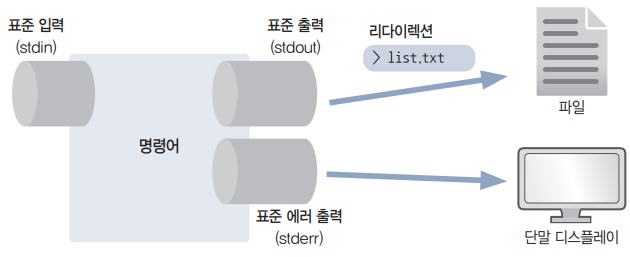 표준 입력
(stdin)
표준 출력
(stdout)
리다이렉션
> list.txt
파일
명령어
표준 에러 출력
(stderr)
단말 디스플레이